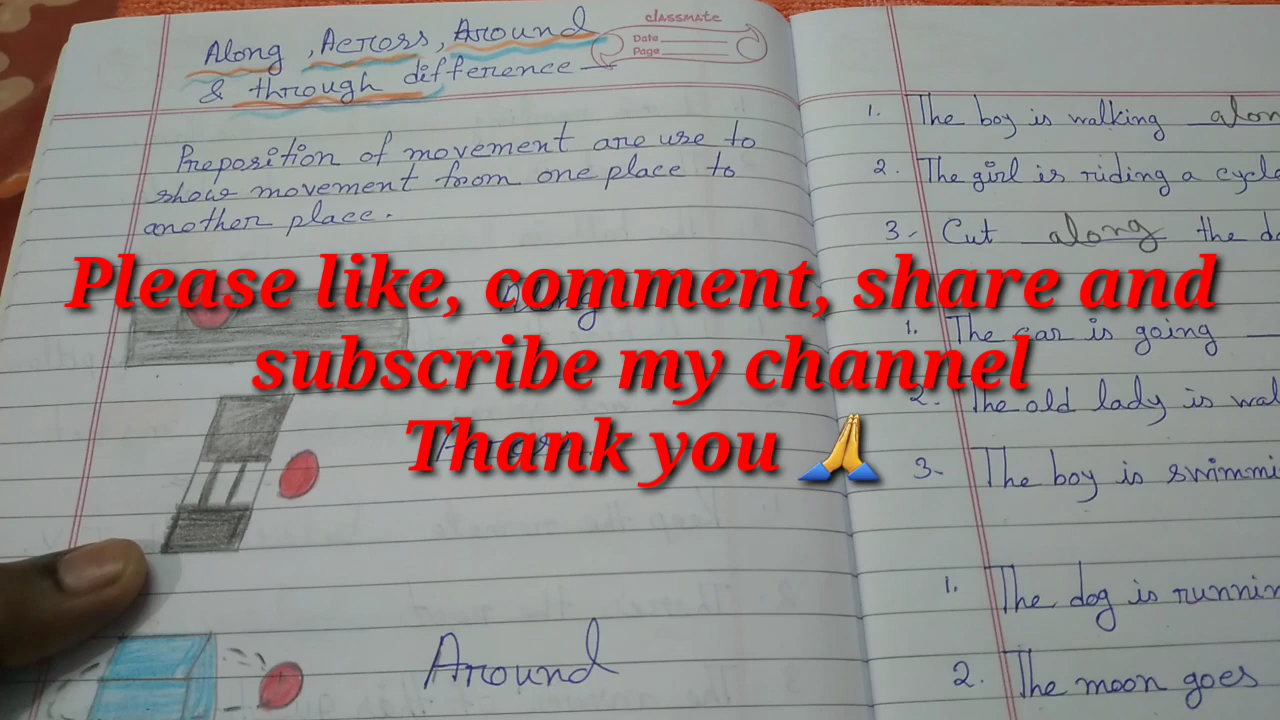 Along, Across, Around
& through difference
classmate
Date
Page
Preposition of movement are use to
show movement from one place to
another place.
Along
Around
1. The boy is walking along
2. The girl is riding a cycle
3. Cut along the
1. The car is going
2. The old lady is
3. The boy is
1. The dog is
2. The moon goes
Please like, comment, share and
subscribe my channel
Thank you 🙏